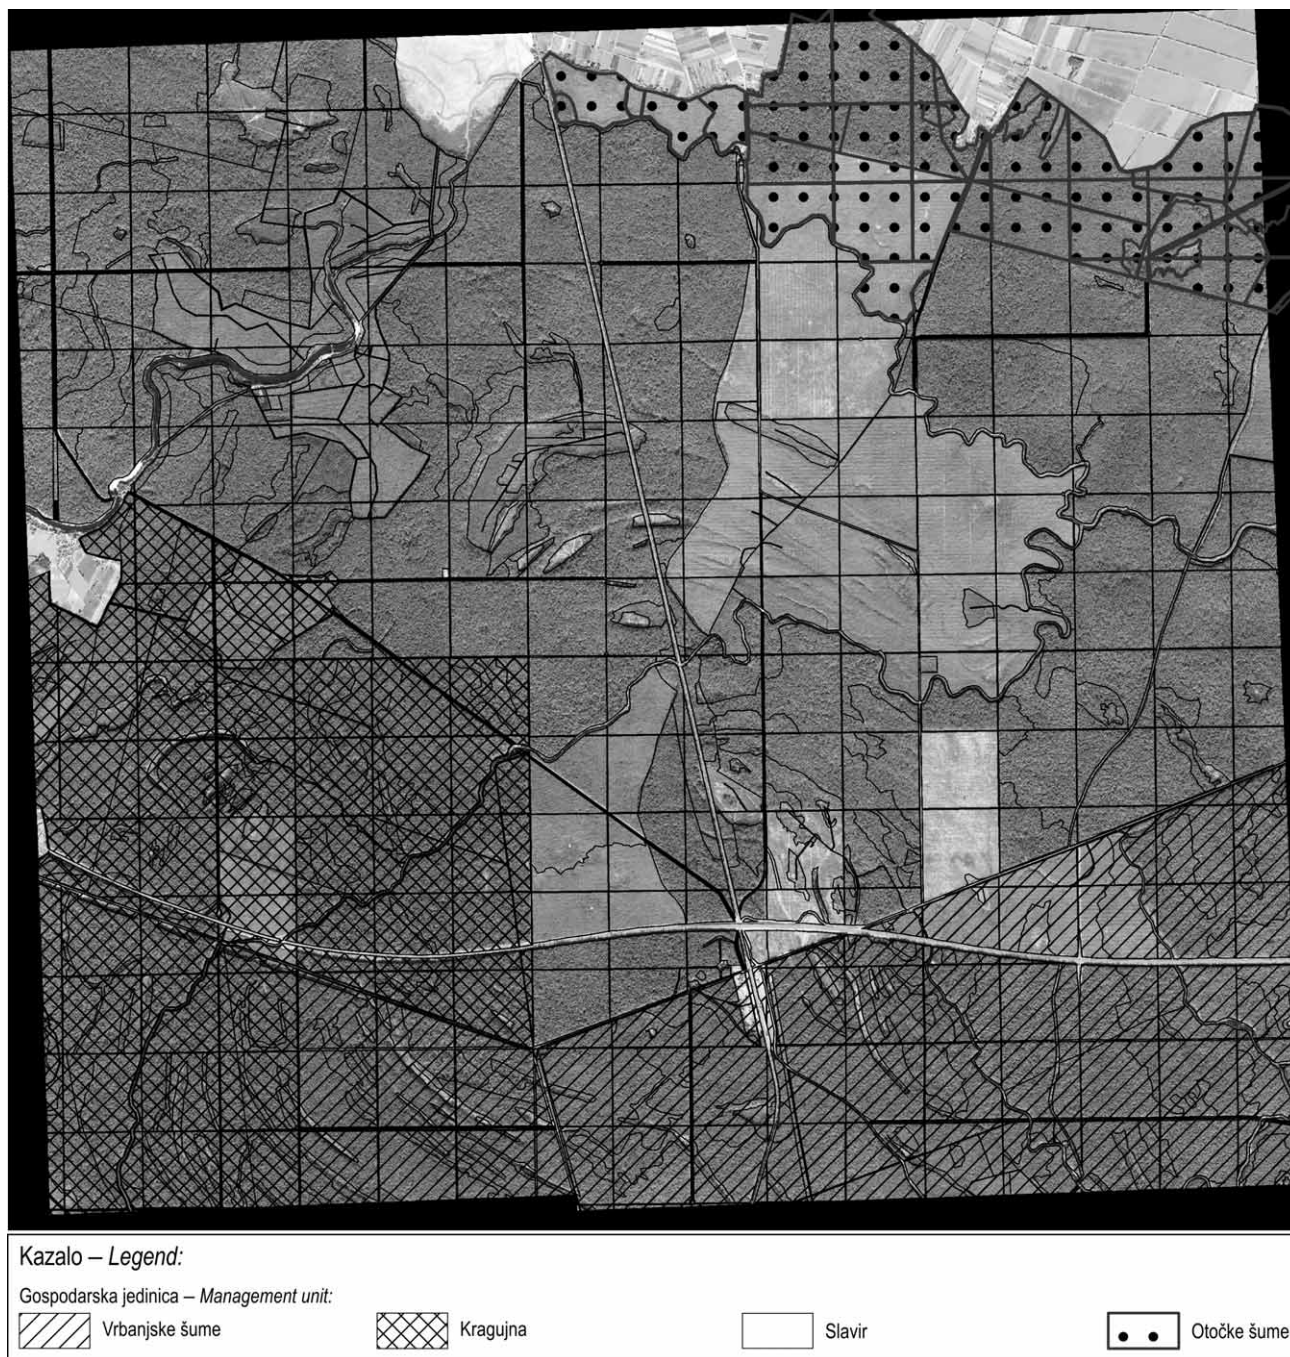 Kazalo – Legend:
Gospodarska jedinica – Management unit:
Vrbanjske šume
Kragujna
Slavir
Otočke šume